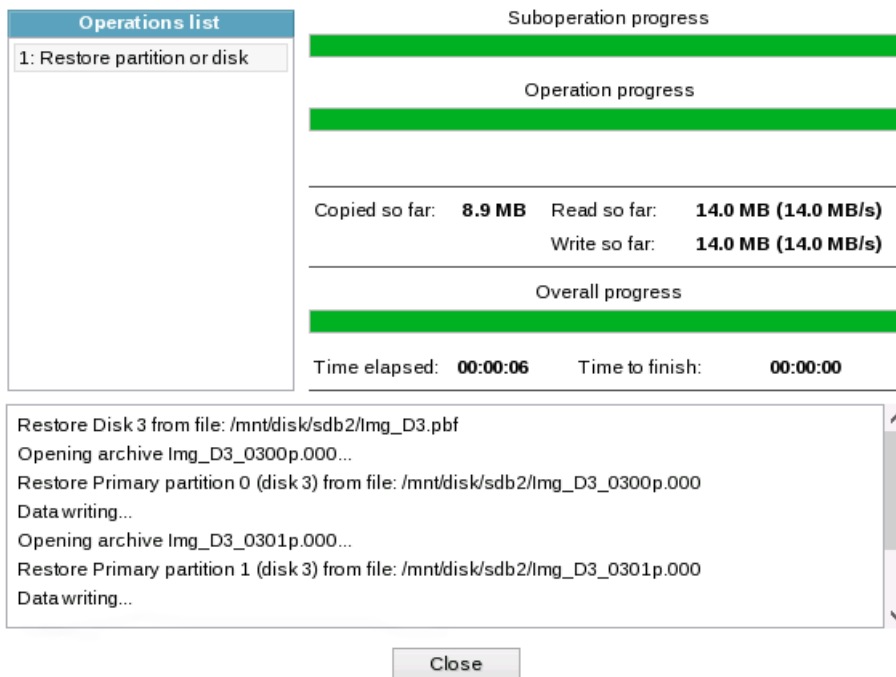 Operations list
1: Restore partition or disk
Suboperation progress
Operation progress
Copied so far: 8.9 MB Read so far: 14.0 MB (14.0 MB/s)
Write so far: 14.0 MB (14.0 MB/s)
Overall progress
Time elapsed: 00:00:06 Time to finish: 00:00:00
Restore Disk 3 from file: /mnt/disk/sdb2/Img_D3.pbf
Opening archive Img_D3_0300p.000...
Restore Primary partition 0 (disk 3) from file: /mnt/disk/sdb2/Img_D3_0300p.000
Data writing...
Opening archive Img_D3_0301p.000...
Restore Primary partition 1 (disk 3) from file: /mnt/disk/sdb2/Img_D3_0301p.000
Data writing...
Close